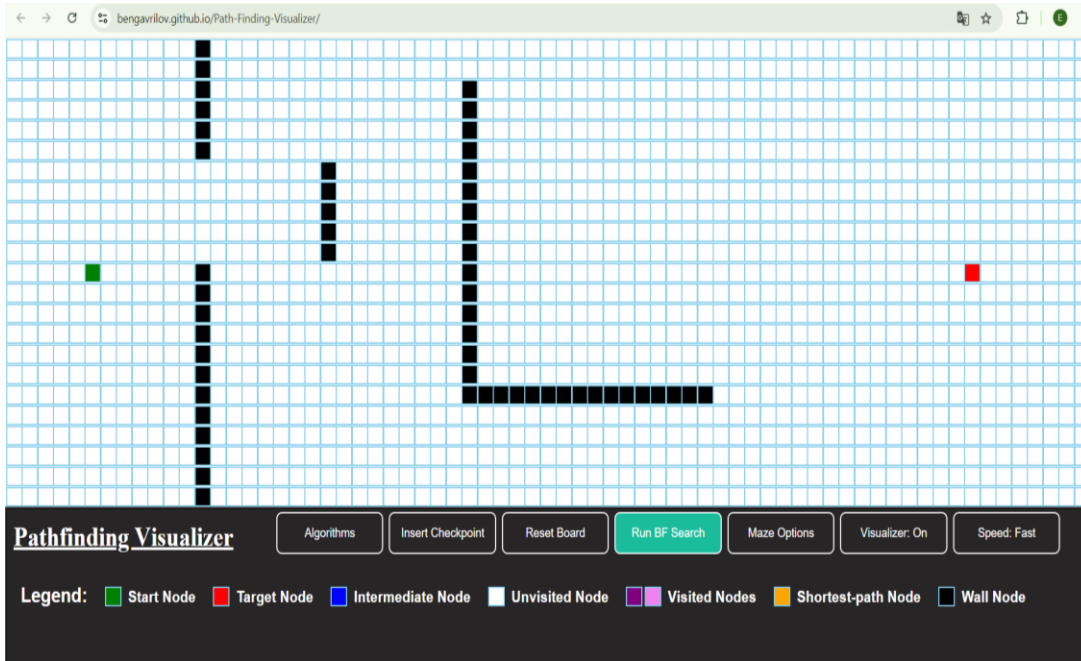 bengavrilov.github.io/Path-Finding-Visualizer/
E
Pathfinding Visualizer
Algorithms
Insert Checkpoint
Reset Board
Run BF Search
Maze Options
Visualizer: On
Speed: Fast
Legend: Start Node Target Node Intermediate Node Unvisited Node Visited Nodes Shortest-path Node Wall Node